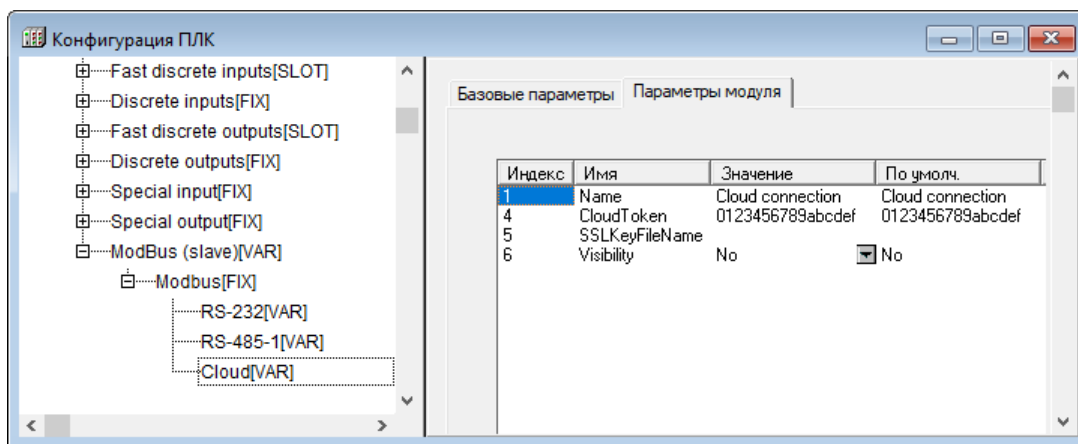 Конфигурация ПЛК
Fast discrete inputs[SLOT]
Discrete inputs[FIX]
Fast discrete outputs[SLOT]
Discrete outputs[FIX]
Special input[FIX]
Special output[FIX]
ModBus (slave)[VAR]
Modbus[FIX]
RS-232[VAR]
RS-485-1[VAR]
Cloud[VAR]
Базовые параметры Параметры модуля
Индекс Имя Значение По умолч.
1 Name Cloud connection Cloud connection
4 CloudToken 0123456789abcdef 0123456789abcdef
5 SSLKeyFileName
6 Visibility No No